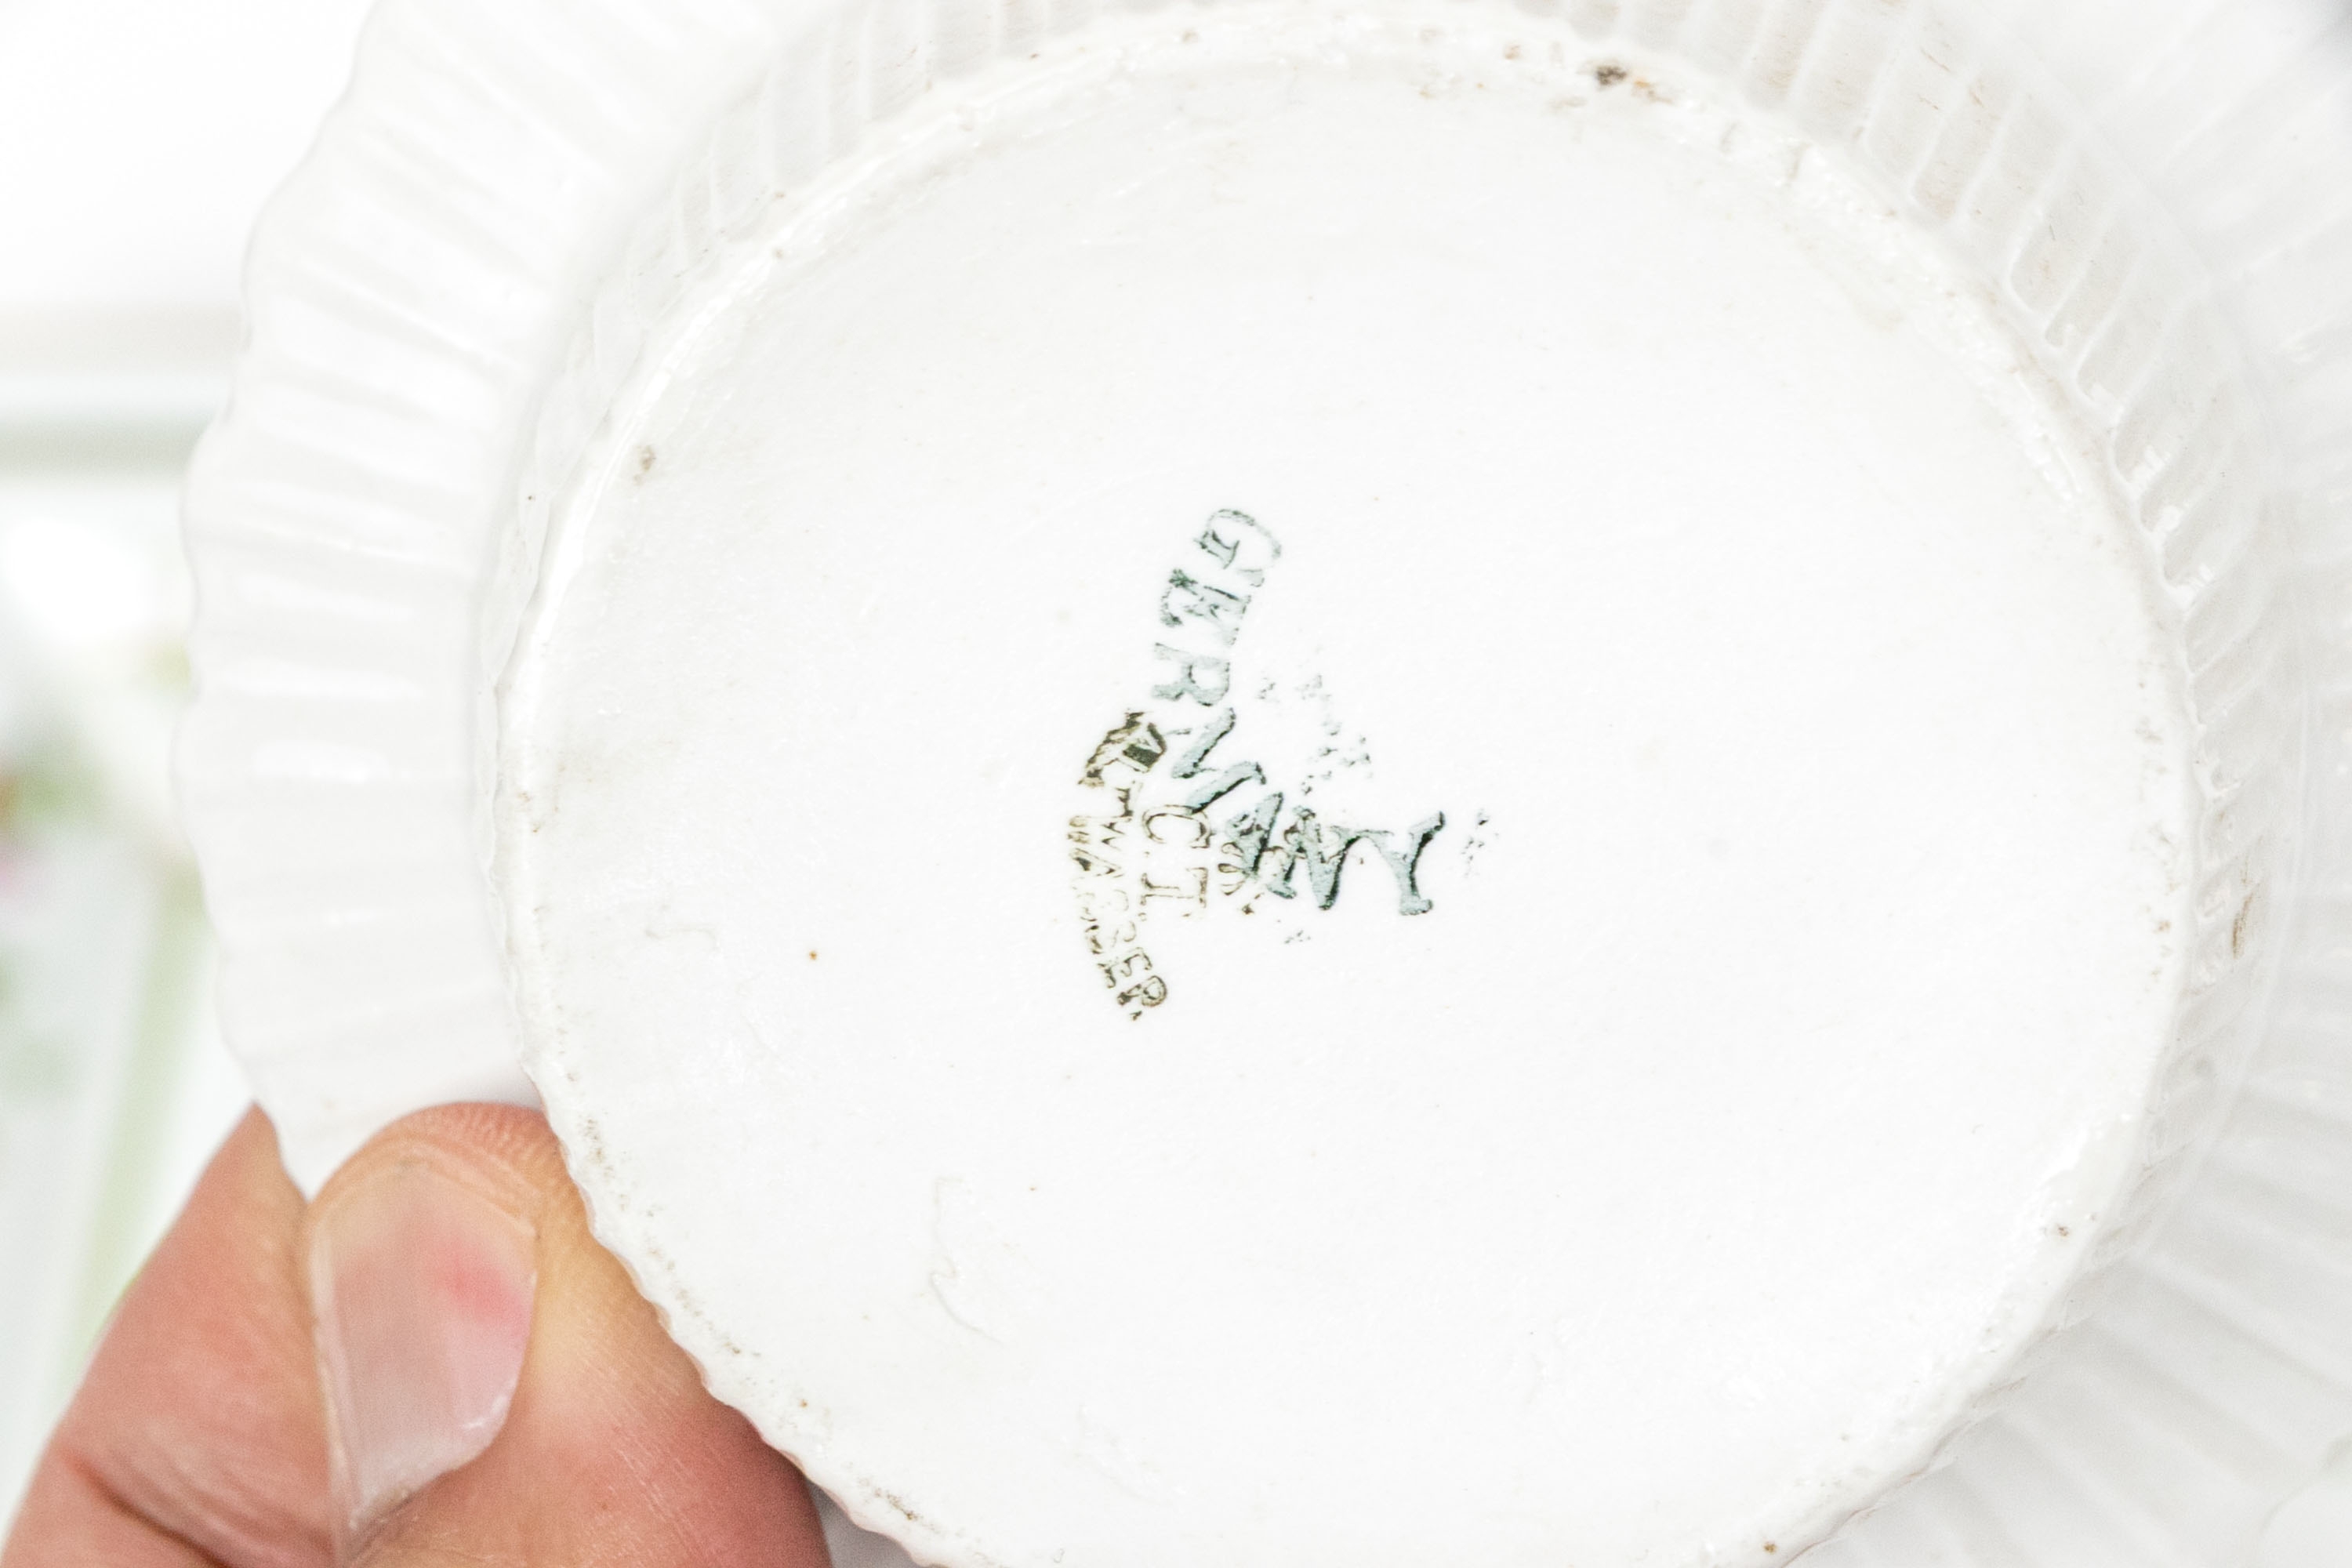 GERMANY
C.T.
ALTWASSER.